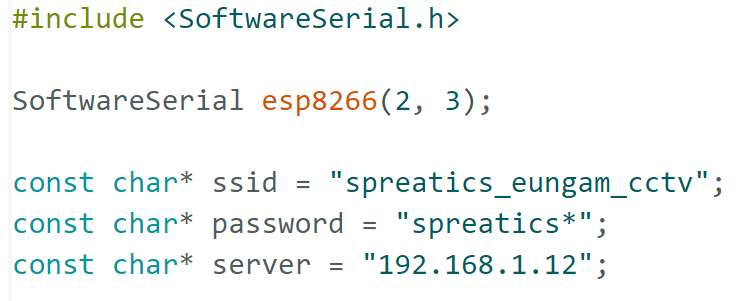 #include <SoftwareSerial.h>
SoftwareSerial esp8266(2, 3);
const char* ssid = "spreatics_eungam_cctv";
const char* password = "spreatics*";
const char* server = "192.168.1.12";